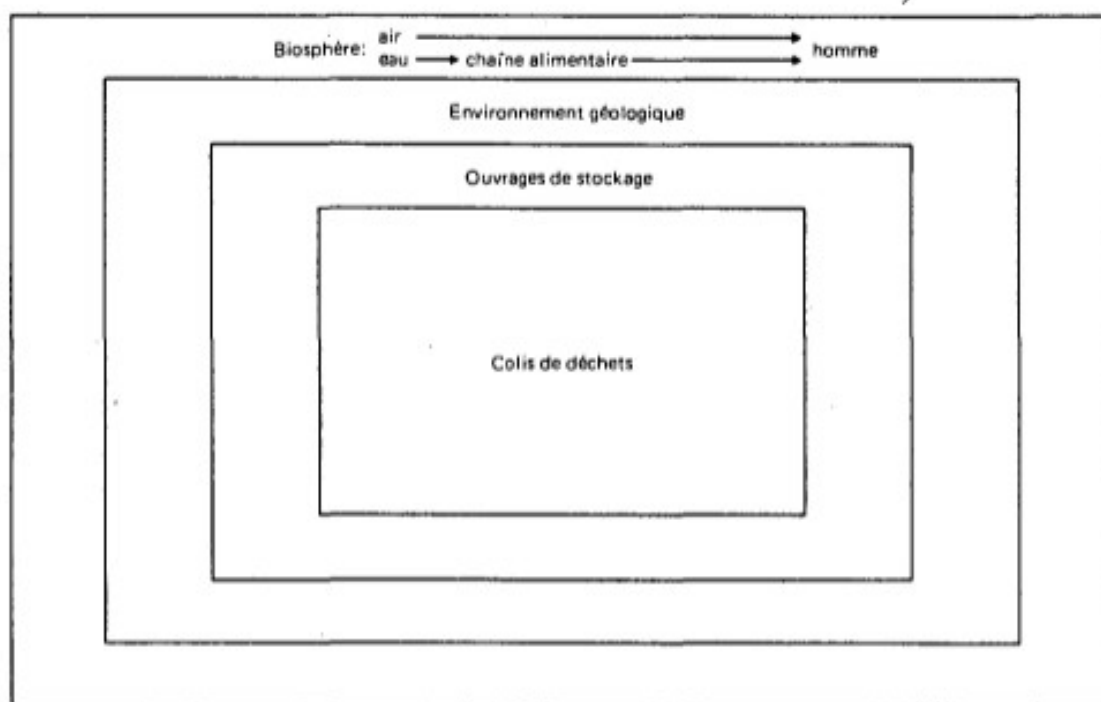 air → homme
Biosphère:
eau → chaîne alimentaire →
Environnement géologique
Ouvrages de stockage
Colis de déchets